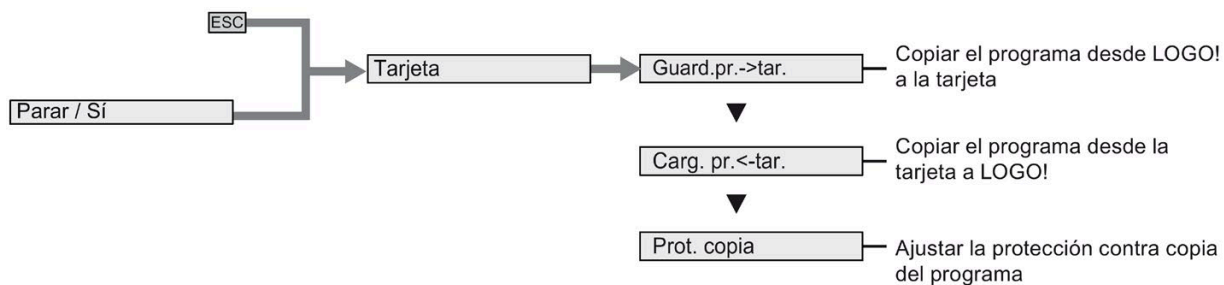 ESC
Parar / Sí
Tarjeta
Guard.pr.->tar.
Copiar el programa desde LOGO!
a la tarjeta
Carg. pr.<-tar.
Copiar el programa desde la
tarjeta a LOGO!
Prot. copia
Ajustar la protección contra copia
del programa